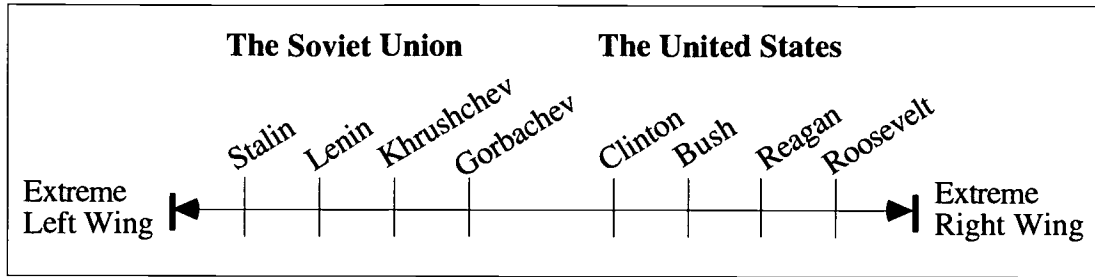 The Soviet Union The United States
Stalin Lenin Khrushchev Gorbachev Clinton Bush Reagan Roosevelt
Extreme Left Wing
Extreme Right Wing